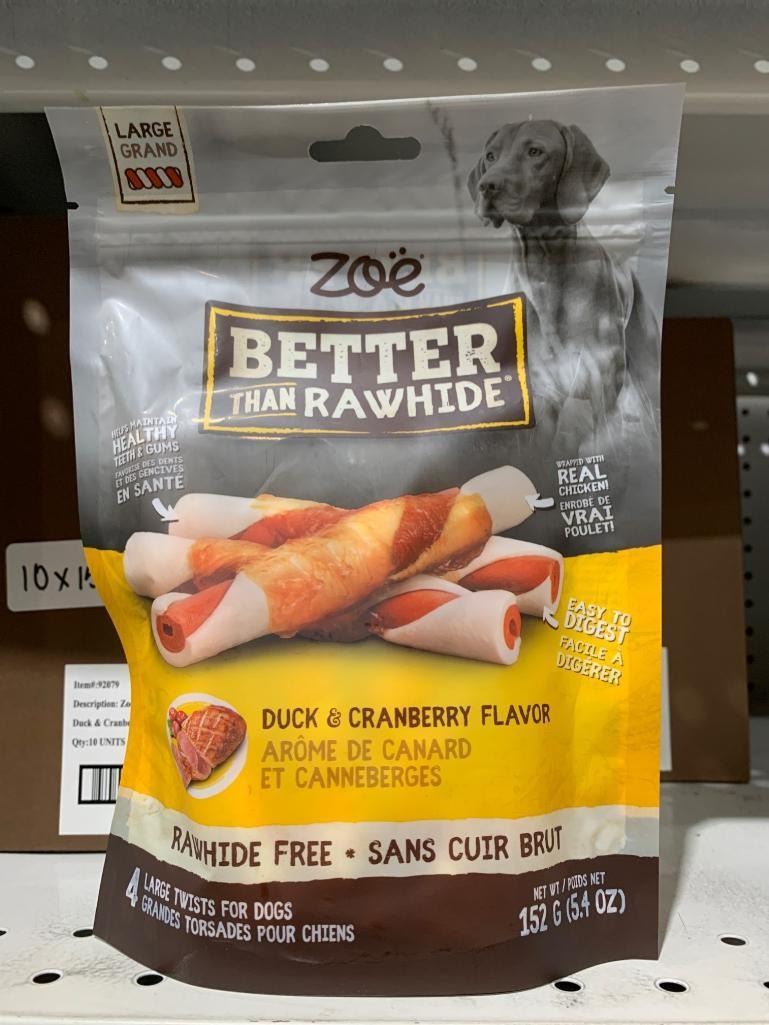 LARGE
GRAND
zoë
BETTER
THAN RAWHIDE®
HELPS MAINTAIN
HEALTHY
TEETH & GUMS
FAVORISE DES DENTS
ET DES GENCIVES
EN SANTÉ
WRAPPED WITH
REAL
CHICKEN!
ENROBÉ DE
VRAI
POULET!
EASY TO
DIGEST
FACILE À
DIGÉRER
10 x 1
Item#:92079
Description: Zo
Duck & Cranbe
Qty:10 UNITS
DUCK & CRANBERRY FLAVOR
ARÔME DE CANARD
ET CANNEBERGES
RAWHIDE FREE * SANS CUIR BRUT
4 LARGE TWISTS FOR DOGS
GRANDES TORSADES POUR CHIENS
NET WT / POIDS NET
152 G (5.4 OZ)